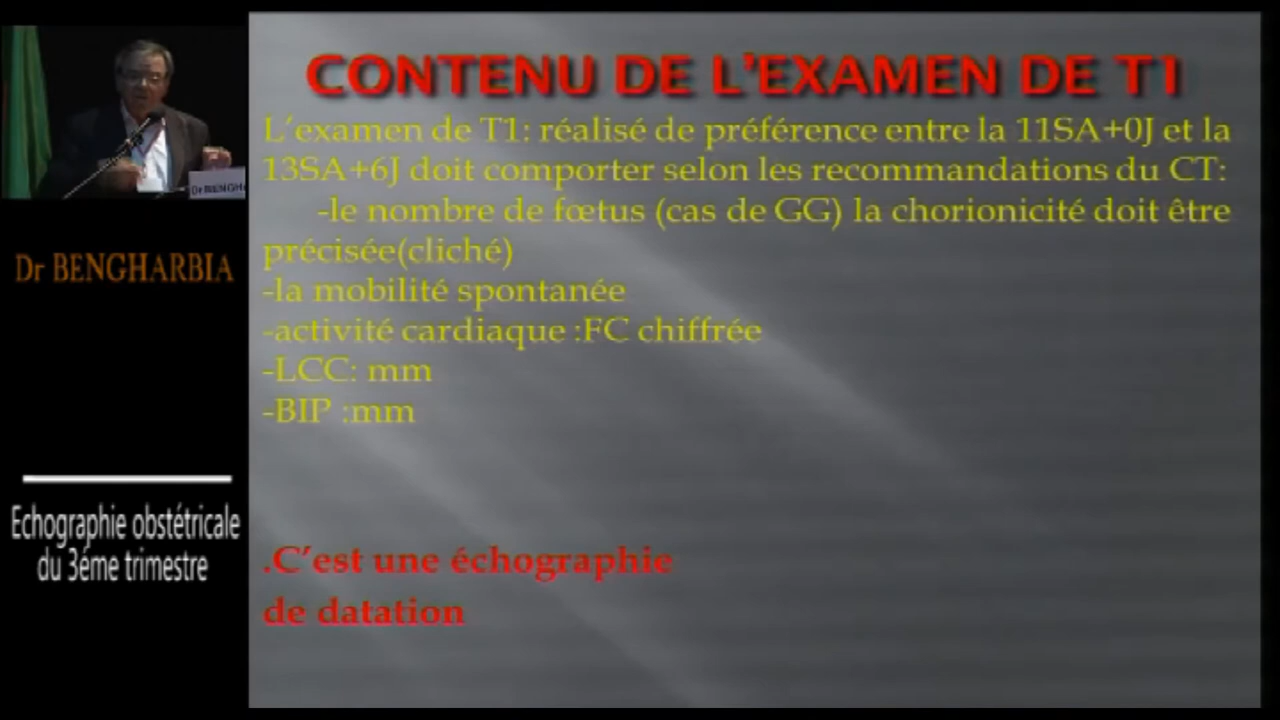 CONTENU DE L'EXAMEN DE T1
L'examen de T1: réalisé de préférence entre la 11SA+0J et la
13SA+6J doit comporter selon les recommandations du CT:
-le nombre de fœtus (cas de GG) la chorionicité doit être
précisée(cliché)
-la mobilité spontanée
-activité cardiaque :FC chiffrée
-LCC: mm
-BIP :mm
.C'est une échographie
de datation
Dr BENGH
Dr BENGHARBIA
Echographie obstétricale
du 3éme trimestre